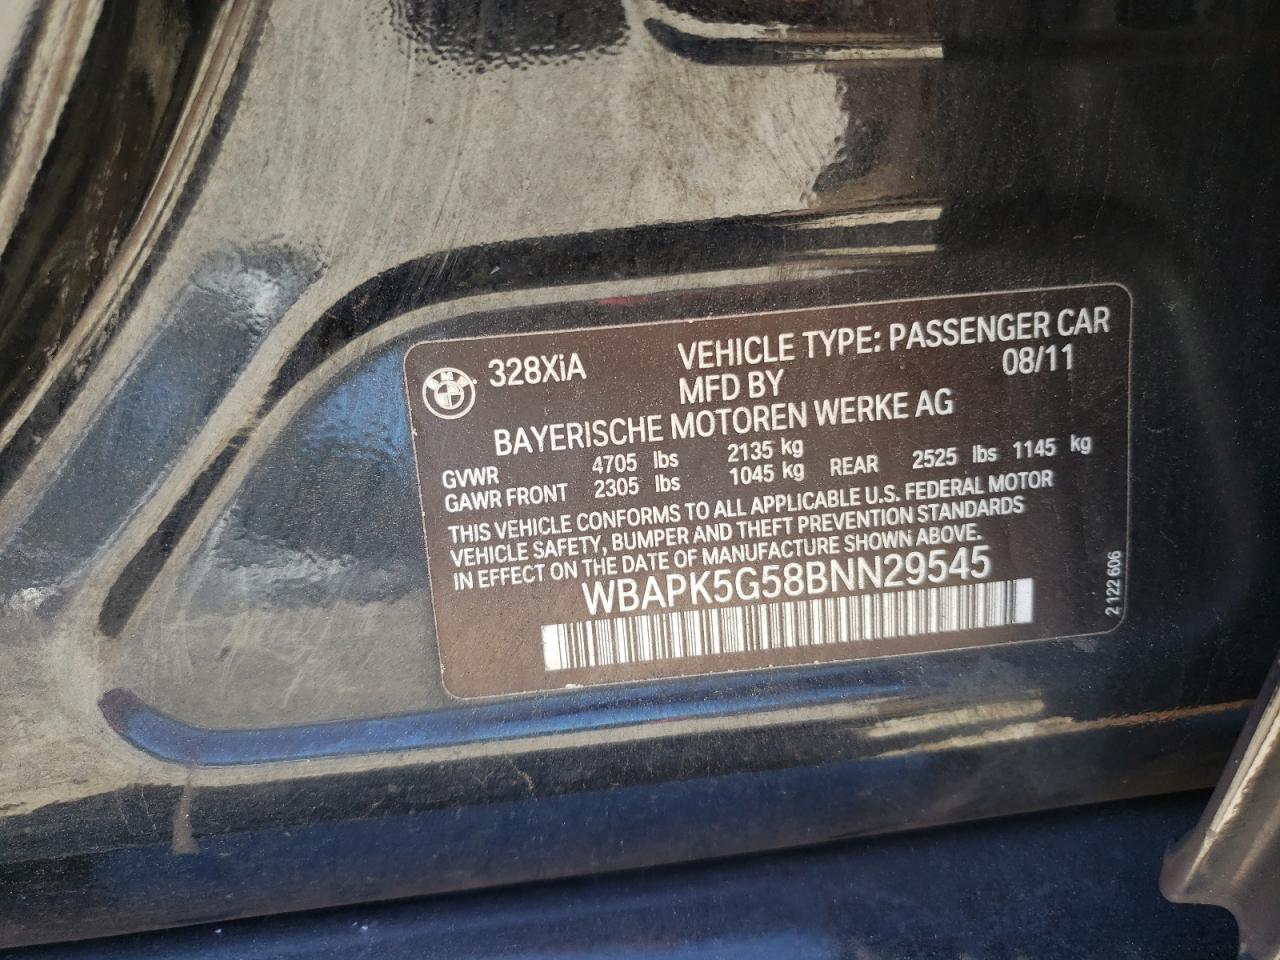 328XiA VEHICLE TYPE: PASSENGER CAR
MFD BY 08/11
BAYERISCHE MOTOREN WERKE AG
GVWR 4705 lbs 2135 kg
GAWR FRONT 2305 lbs 1045 kg REAR 2525 lbs 1145 kg
THIS VEHICLE CONFORMS TO ALL APPLICABLE U.S. FEDERAL MOTOR
VEHICLE SAFETY, BUMPER AND THEFT PREVENTION STANDARDS
IN EFFECT ON THE DATE OF MANUFACTURE SHOWN ABOVE.
WBAPK5G58BNN29545
2 122 606